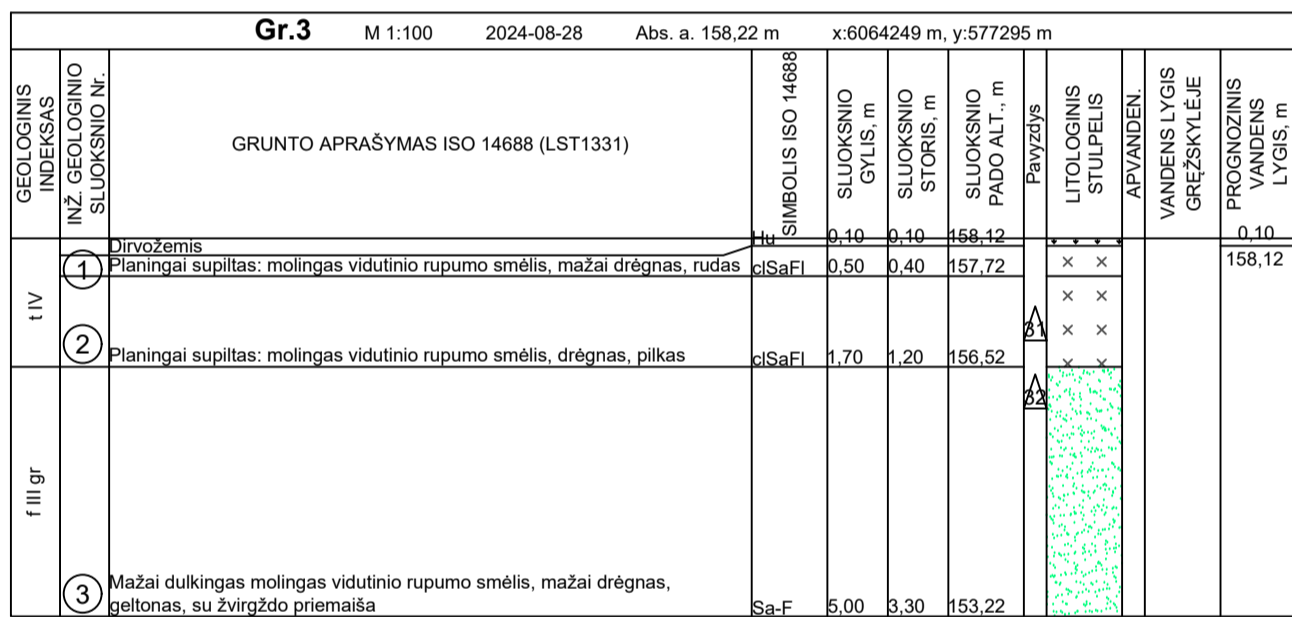 Gr.3 M 1:100 2024-08-28 Abs. a. 158,22 m x:6064249 m, y:577295 m
GEOLOGINIS
INDEKSAS
INŽ. GEOLOGINIO
SLUOKSNIO Nr.
GRUNTO APRAŠYMAS ISO 14688 (LST1331)
SIMBOLIS ISO 14688
SLUOKSNIO
GYLIS, m
SLUOKSNIO
STORIS, m
SLUOKSNIO
PADO ALT., m
Pavyzdys
LITOLOGINIS
STULPELIS
APVANDEN.
VANDENS LYGIS
GRĘŽSKYLĖJE
PROGNOZINIS
VANDENS
LYGIS, m
Dirvožemis Hu 0,10 0,10 158,12 0,10
1 Planingai supiltas: molingas vidutinio rupumo smėlis, mažai drėgnas, rudas clSaFl 0,50 0,40 157,72 158,12
t IV
31
2 Planingai supiltas: molingas vidutinio rupumo smėlis, drėgnas, pilkas clSaFl 1,70 1,20 156,52
32
f III gr
3 Mažai dulkingas molingas vidutinio rupumo smėlis, mažai drėgnas,
geltonas, su žvirgždo priemaiša Sa-F 5,00 3,30 153,22